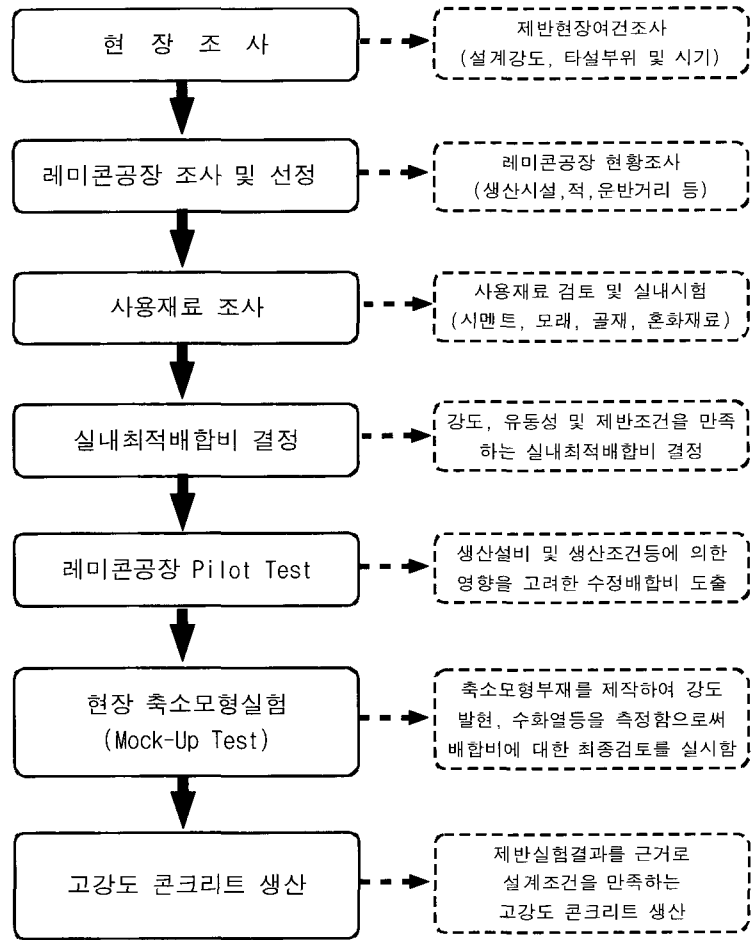 현 장 조 사
제반현장여건조사
(설계강도, 타설부위 및 시기)
레미콘공장 조사 및 선정
레미콘공장 현황조사
(생산시설,적,운반거리 등)
사용재료 조사
사용재료 검토 및 실내시험
(시멘트, 모래, 골재, 혼화재료)
실내최적배합비 결정
강도, 유동성 및 제반조건을 만족
하는 실내최적배합비 결정
레미콘공장 Pilot Test
생산설비 및 생산조건등에 의한
영향을 고려한 수정배합비 도출
현장 축소모형실험
(Mock-Up Test)
축소모형부재를 제작하여 강도
발현, 수화열등을 측정함으로써
배합비에 대한 최종검토를 실시함
고강도 콘크리트 생산
제반실험결과를 근거로
설계조건을 만족하는
고강도 콘크리트 생산